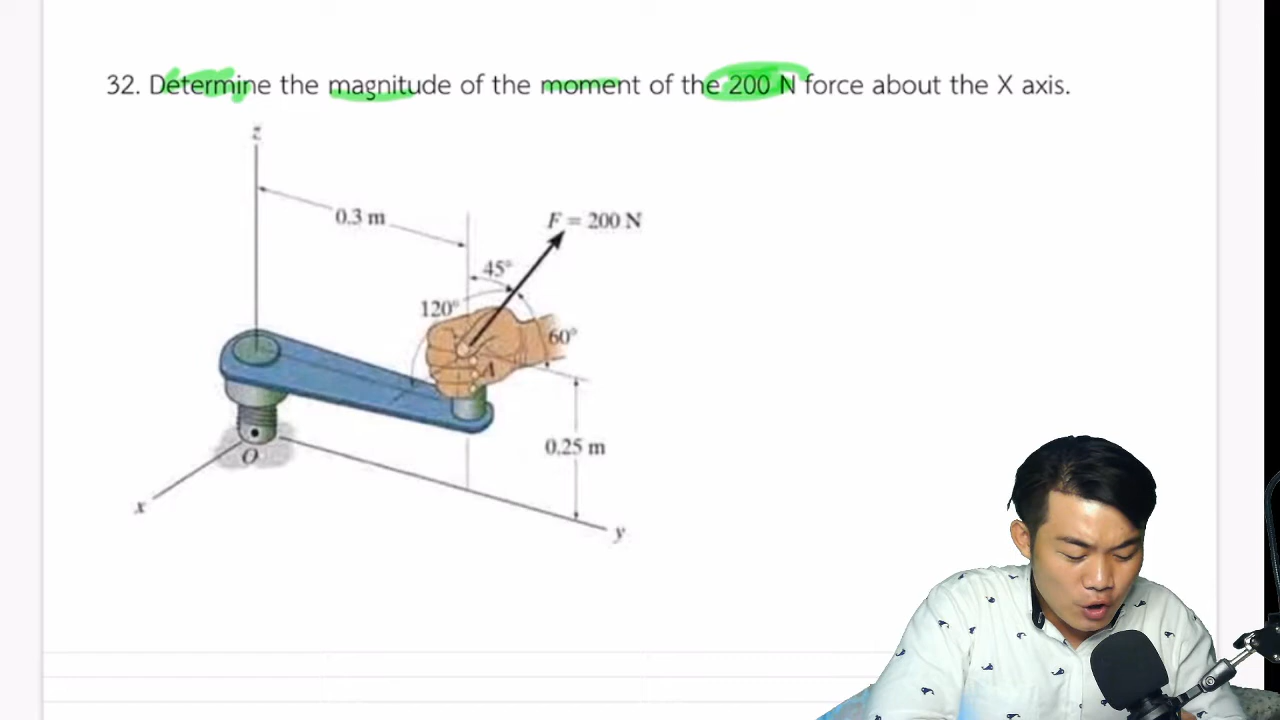 32. Determine the magnitude of the moment of the 200 N force about the X axis.
z
0.3 m
F = 200 N
45°
120°
60°
A
0.25 m
O
x
y